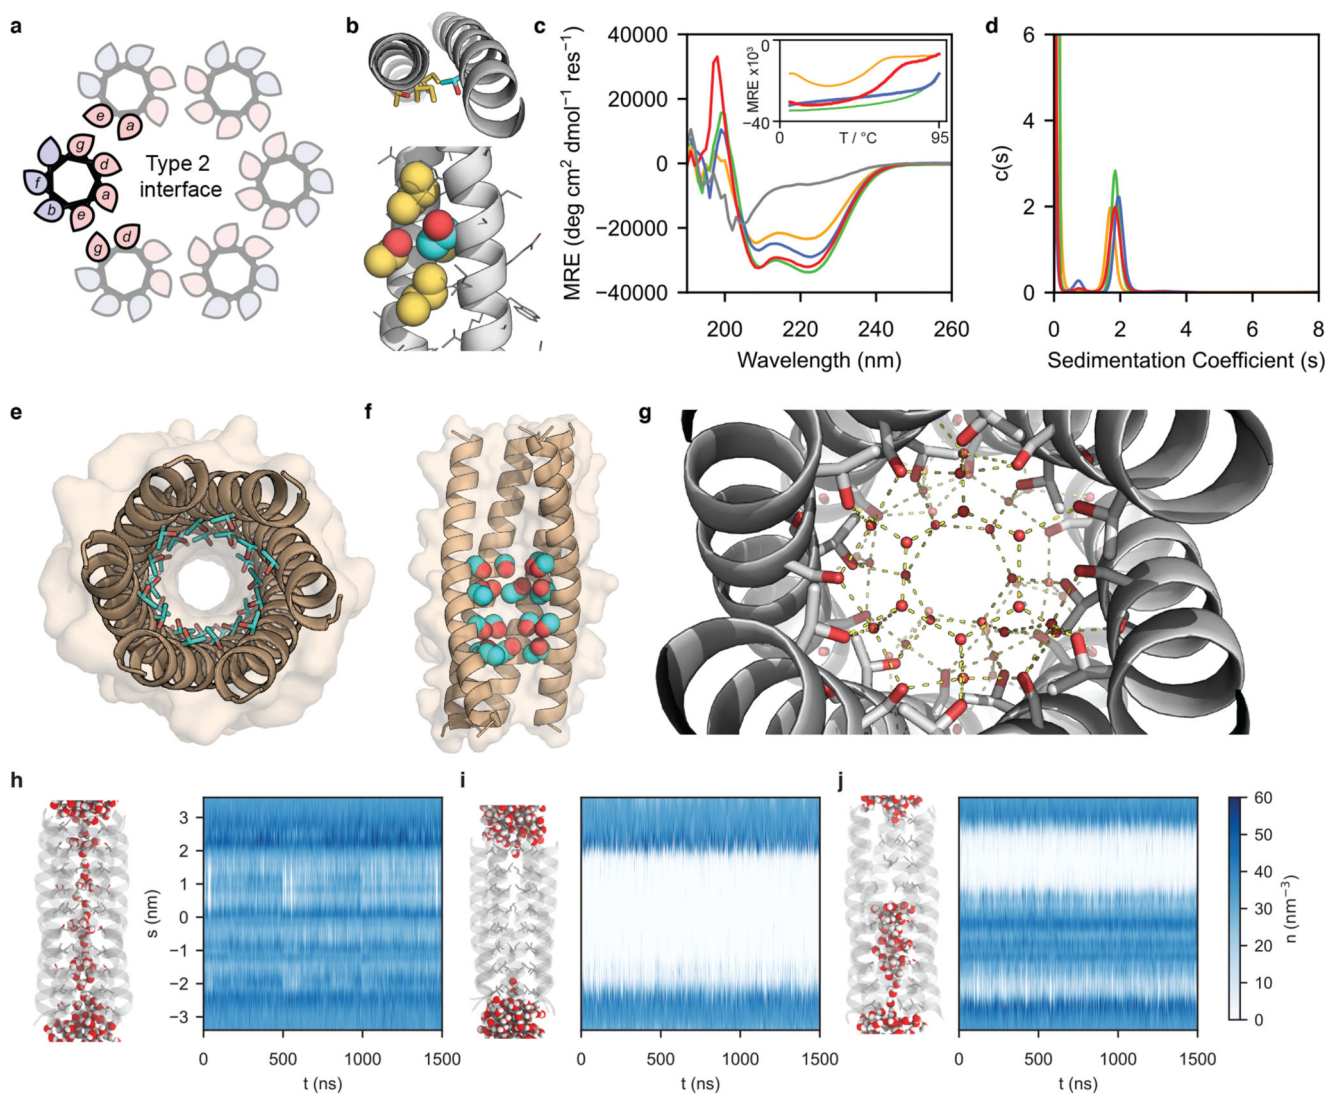 a
e
a
g
d
f
a
b
e
g
d
Type 2
interface
b
c
40000
20000
0
−20000
−40000
MRE (deg cm² dmol⁻¹ res⁻¹)
200
220
240
260
Wavelength (nm)
0
−40
MRE x10³
0
T / °C
95
d
6
4
2
0
c(s)
0
2
4
6
8
Sedimentation Coefficient (s)
e
f
g
h
3
2
1
0
−1
−2
−3
s (nm)
0
500
1000
1500
t (ns)
i
0
500
1000
1500
t (ns)
j
0
500
1000
1500
t (ns)
60
50
40
30
20
10
0
n (nm⁻³)